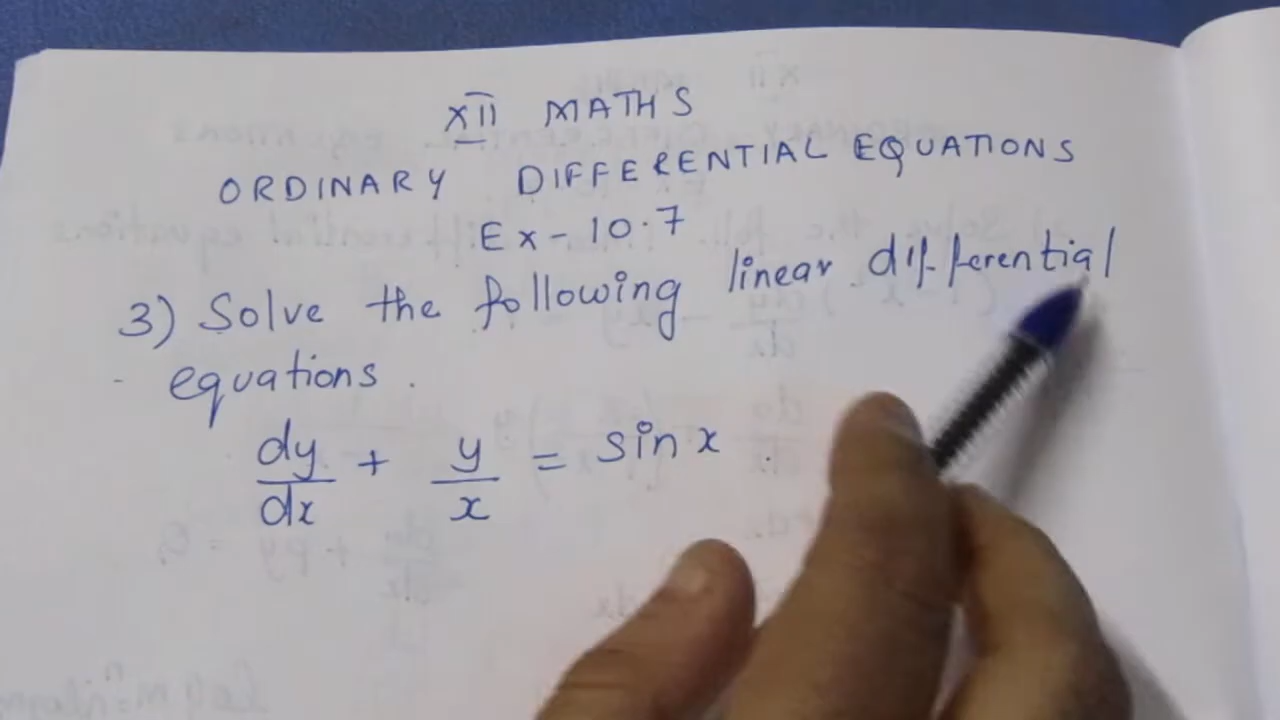 XII MATHS
ORDINARY DIFFERENTIAL EQUATIONS
Ex - 10.7
3) Solve the following linear differential
equations.
dy/dx + y/x = sin x